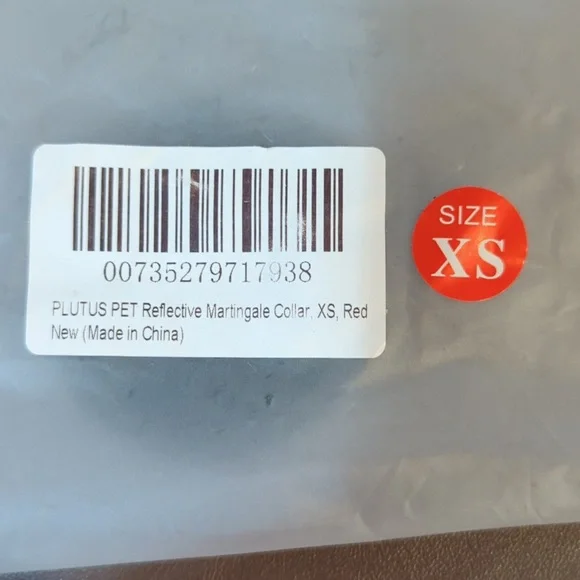 00735279717938
PLUTUS PET Reflective Martingale Collar, XS, Red
New (Made in China)
SIZE
XS